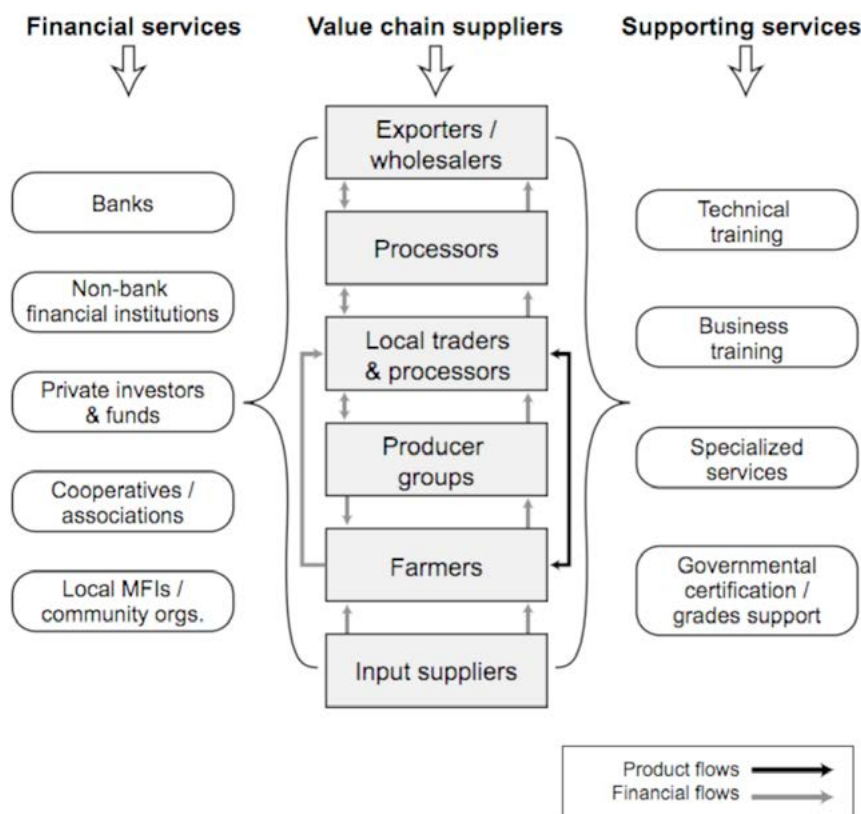 Financial services
Value chain suppliers
Supporting services
Banks
Non-bank
financial institutions
Private investors
& funds
Cooperatives /
associations
Local MFIs /
community orgs.
Exporters /
wholesalers
Processors
Local traders
& processors
Producer
groups
Farmers
Input suppliers
Technical
training
Business
training
Specialized
services
Governmental
certification /
grades support
Product flows
Financial flows